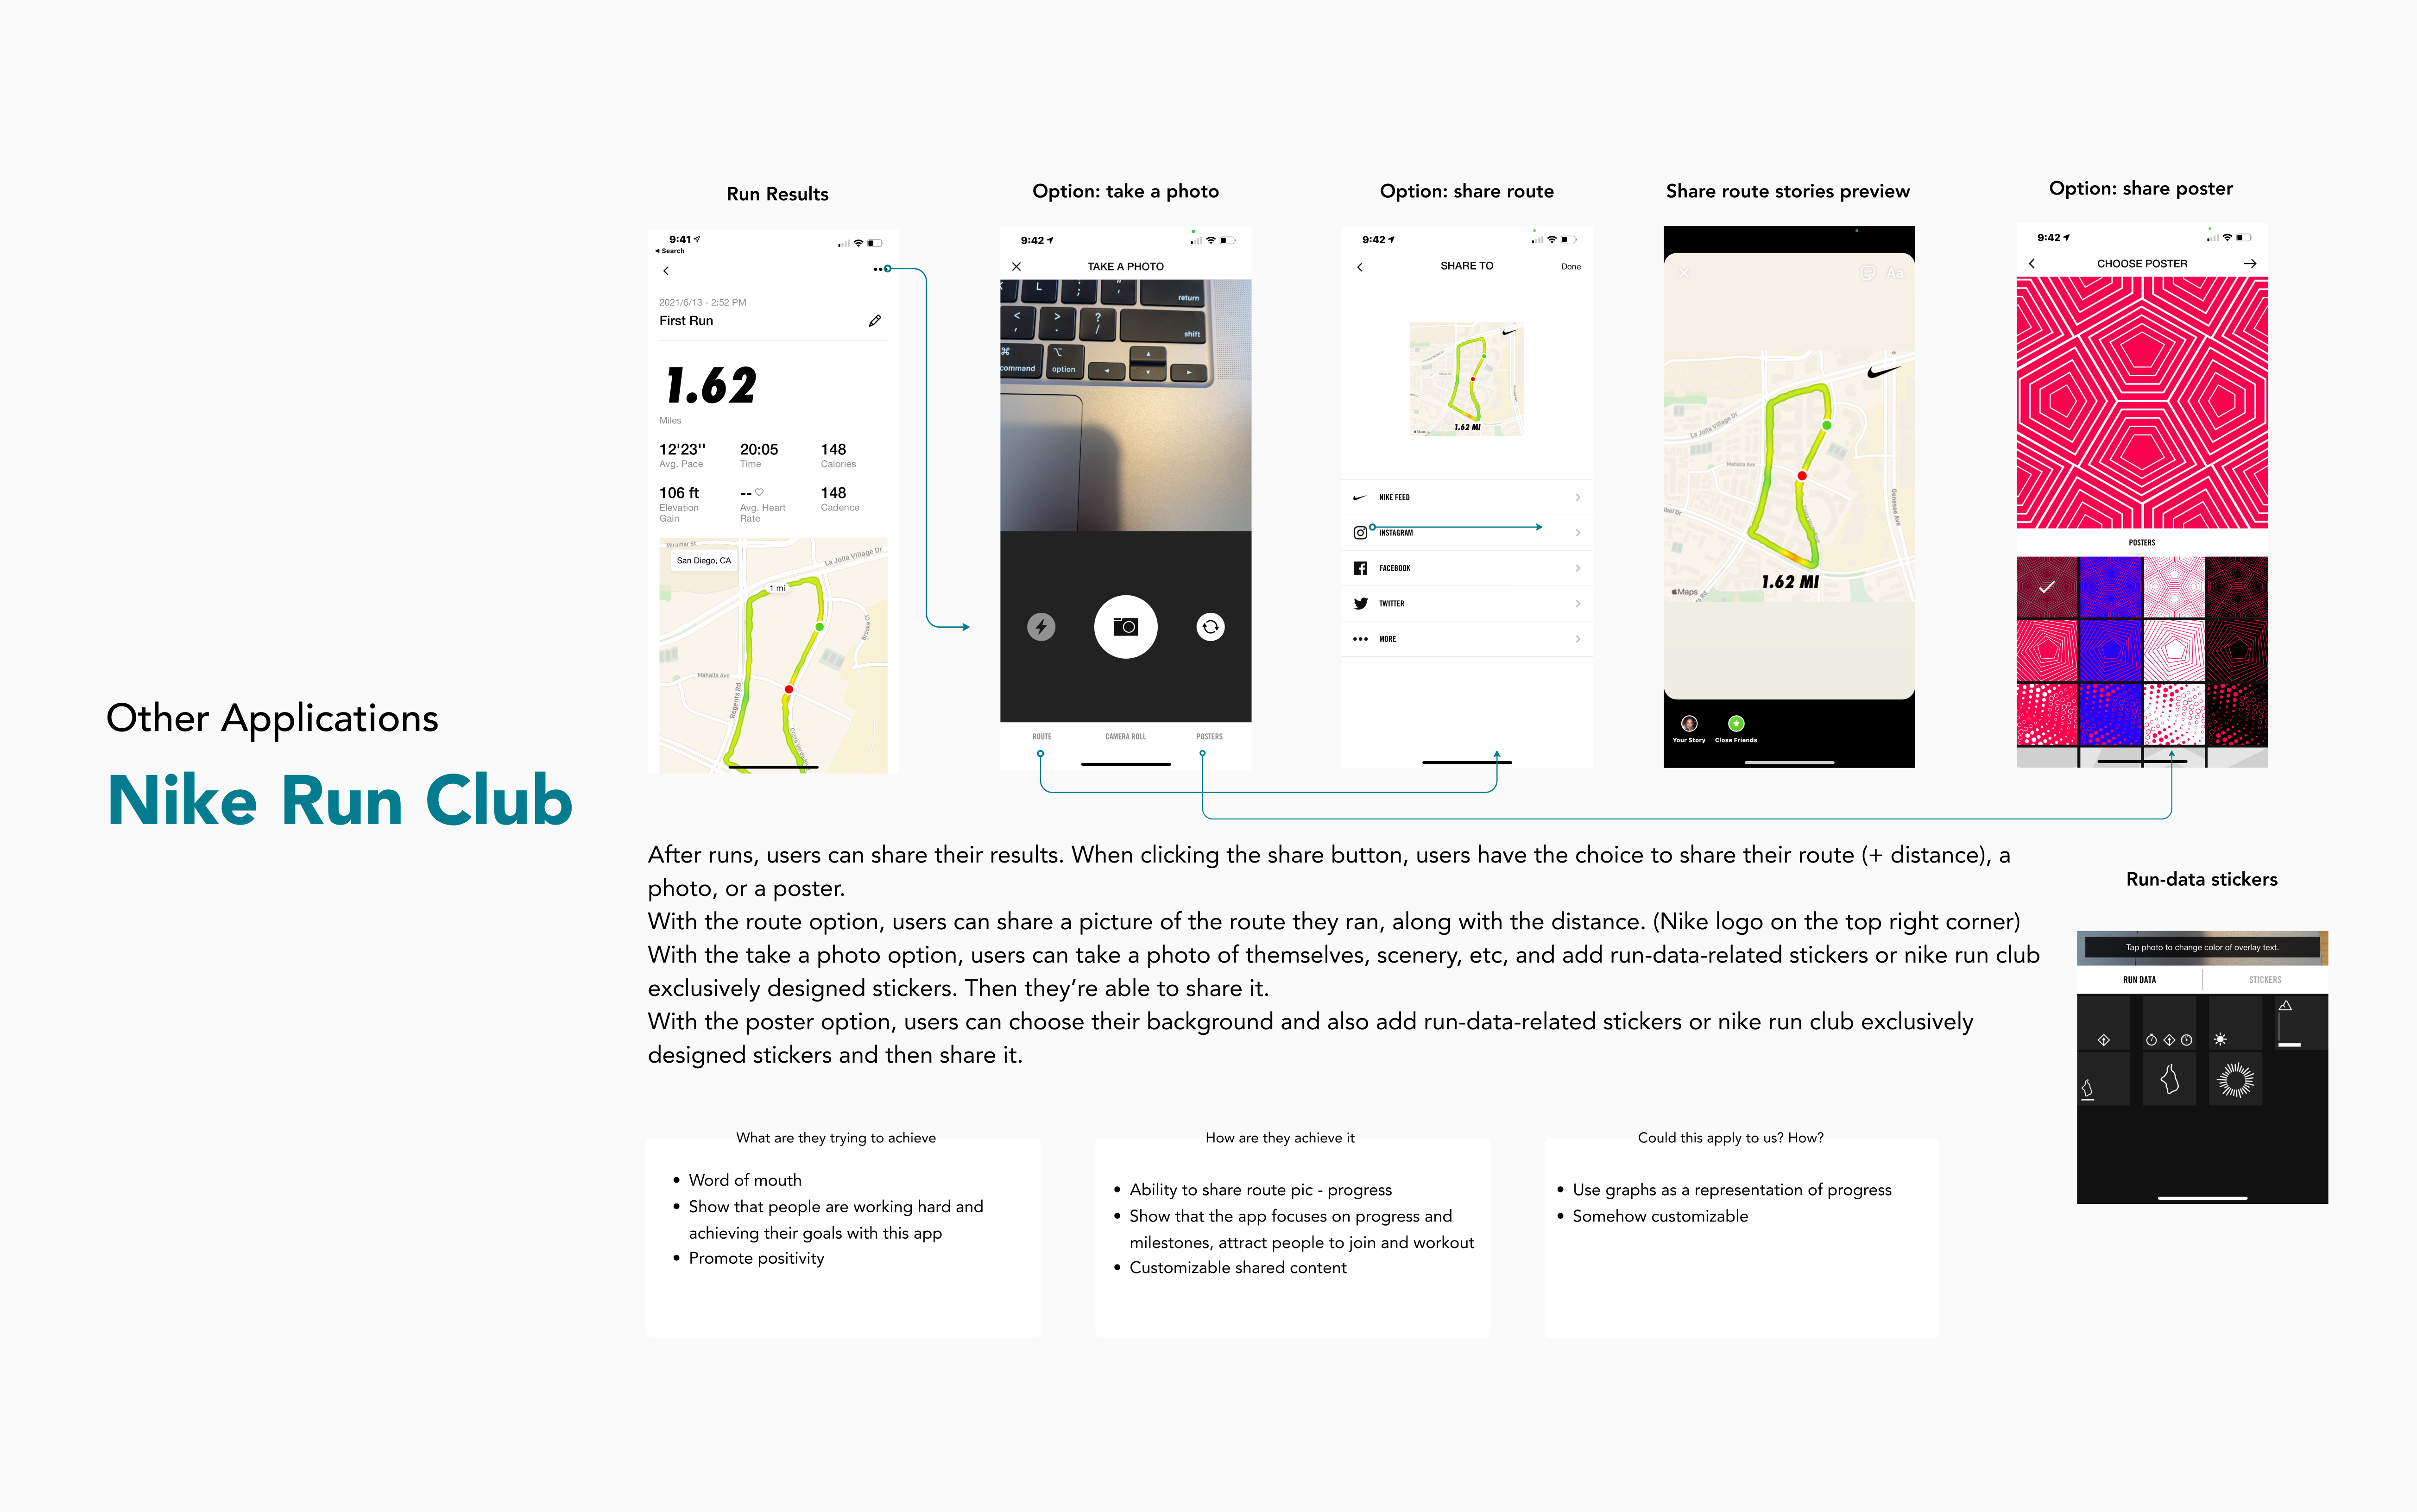 Other Applications
Nike Run Club
Run Results
9:41
Search
2021/6/13 - 2:52 PM
First Run
1.62
Miles
12'23''
20:05
148
Avg. Pace
Time
Calories
106 ft
--
148
Elevation
Gain
Avg. Heart
Rate
Cadence
Miramar St
San Diego, CA
La Jolla Village Dr
1 mi
Mahaila Ave
Regents Rd
Option: take a photo
9:42
TAKE A PHOTO
L
return
?
/
shift
command
option
ROUTE
CAMERA ROLL
POSTERS
Option: share route
9:42
SHARE TO
Done
1.62 MI
NIKE FEED
INSTAGRAM
FACEBOOK
TWITTER
MORE
Share route stories preview
Aa
La Jolla Village Dr
Mahaila Ave
Genesee Ave
1.62 MI
Maps
Your Story
Close Friends
Option: share poster
9:42
CHOOSE POSTER
POSTERS
After runs, users can share their results. When clicking the share button, users have the choice to share their route (+ distance), a
photo, or a poster.
With the route option, users can share a picture of the route they ran, along with the distance. (Nike logo on the top right corner)
With the take a photo option, users can take a photo of themselves, scenery, etc, and add run-data-related stickers or nike run club
exclusively designed stickers. Then they're able to share it.
With the poster option, users can choose their background and also add run-data-related stickers or nike run club exclusively
designed stickers and then share it.
Run-data stickers
Tap photo to change color of overlay text.
RUN DATA
STICKERS
What are they trying to achieve
• Word of mouth
• Show that people are working hard and
achieving their goals with this app
• Promote positivity
How are they achieve it
• Ability to share route pic - progress
• Show that the app focuses on progress and
milestones, attract people to join and workout
• Customizable shared content
Could this apply to us? How?
• Use graphs as a representation of progress
• Somehow customizable